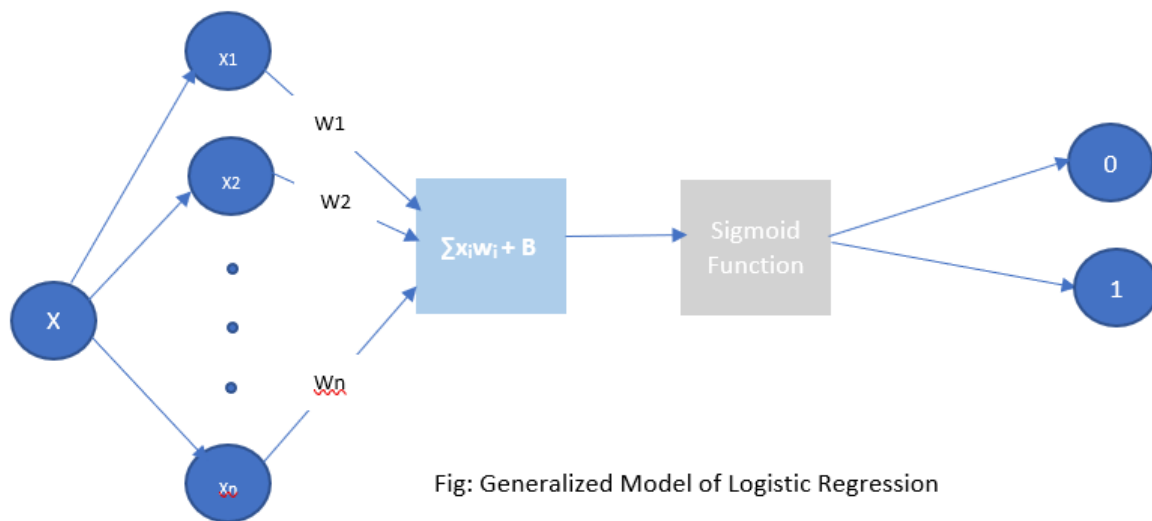 X1
W1
X2
W2
0
∑xᵢwᵢ + B
Sigmoid
Function
1
X
Wn
Xn
Fig: Generalized Model of Logistic Regression